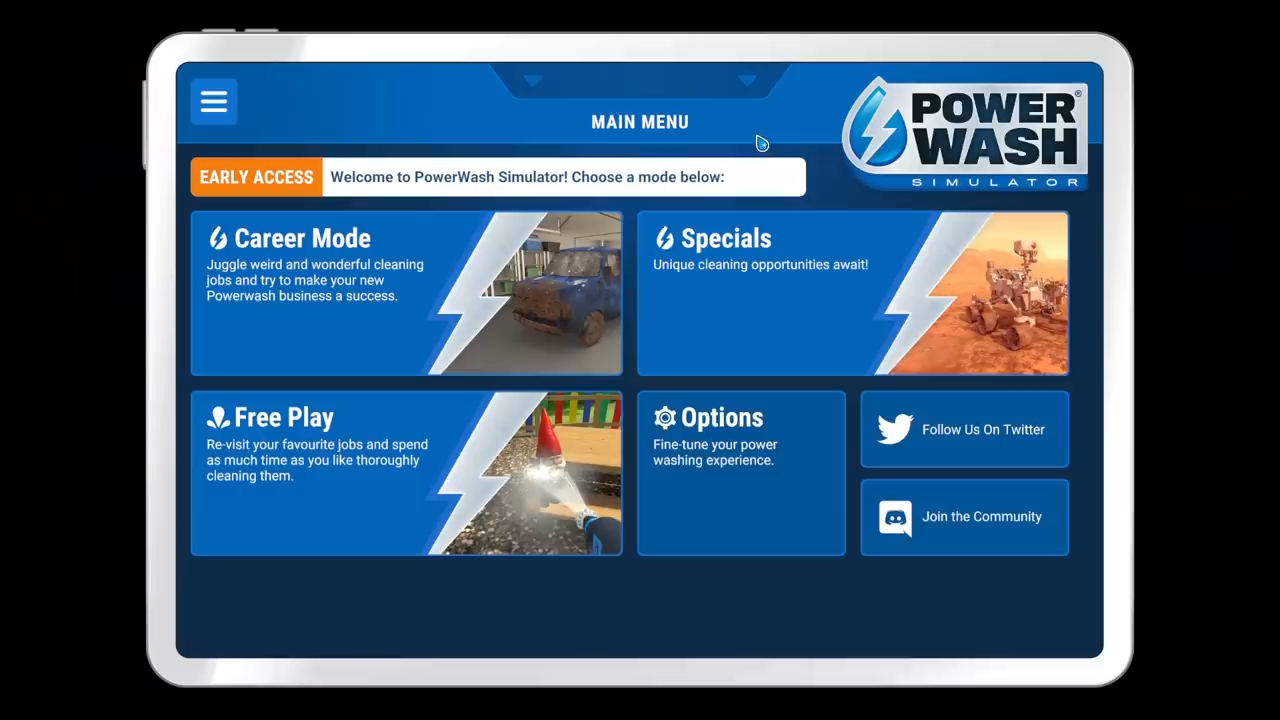 MAIN MENU
POWER
WASH
SIMULATOR
®
EARLY ACCESS
Welcome to PowerWash Simulator! Choose a mode below:
Career Mode
Juggle weird and wonderful cleaning
jobs and try to make your new
Powerwash business a success.
Specials
Unique cleaning opportunities await!
Free Play
Re-visit your favourite jobs and spend
as much time as you like thoroughly
cleaning them.
Options
Fine-tune your power
washing experience.
Follow Us On Twitter
Join the Community